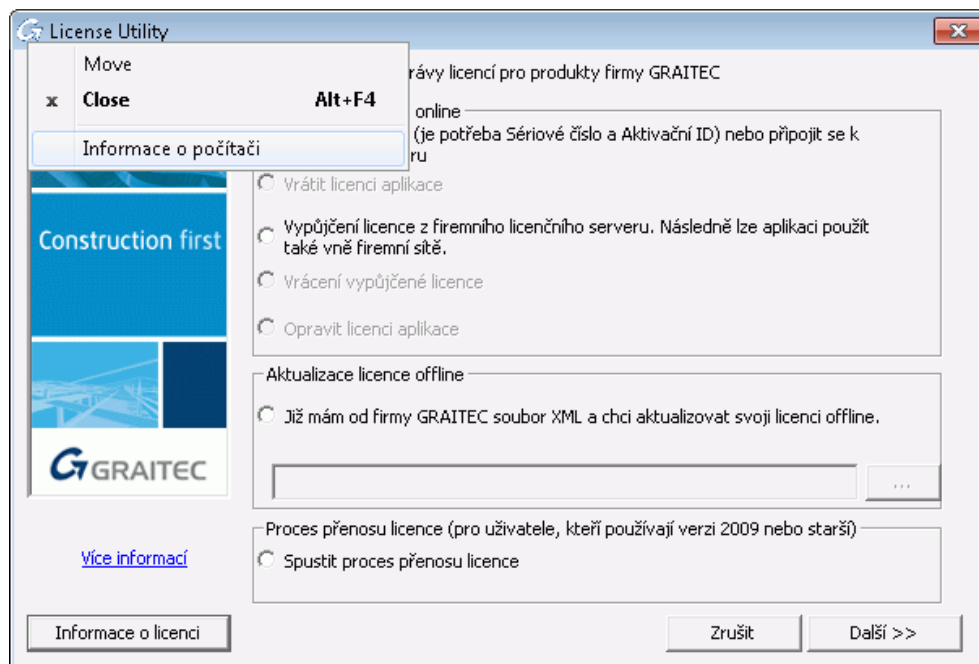 License Utility
Move
x Close Alt+F4
Informace o počítači
rávy licencí pro produkty firmy GRAITEC
online
(je potřeba Sériové číslo a Aktivační ID) nebo připojit se k
ru
Vrátit licenci aplikace
Vypůjčení licence z firemního licenčního serveru. Následně lze aplikaci použít
také vně firemní sítě.
Vrácení vypůjčené licence
Opravit licenci aplikace
Construction first
GRAITEC
Aktualizace licence offline
Již mám od firmy GRAITEC soubor XML a chci aktualizovat svoji licenci offline.
...
Proces přenosu licence (pro uživatele, kteří používají verzi 2009 nebo starší)
Spustit proces přenosu licence
Více informací
Informace o licenci
Zrušit
Další >>